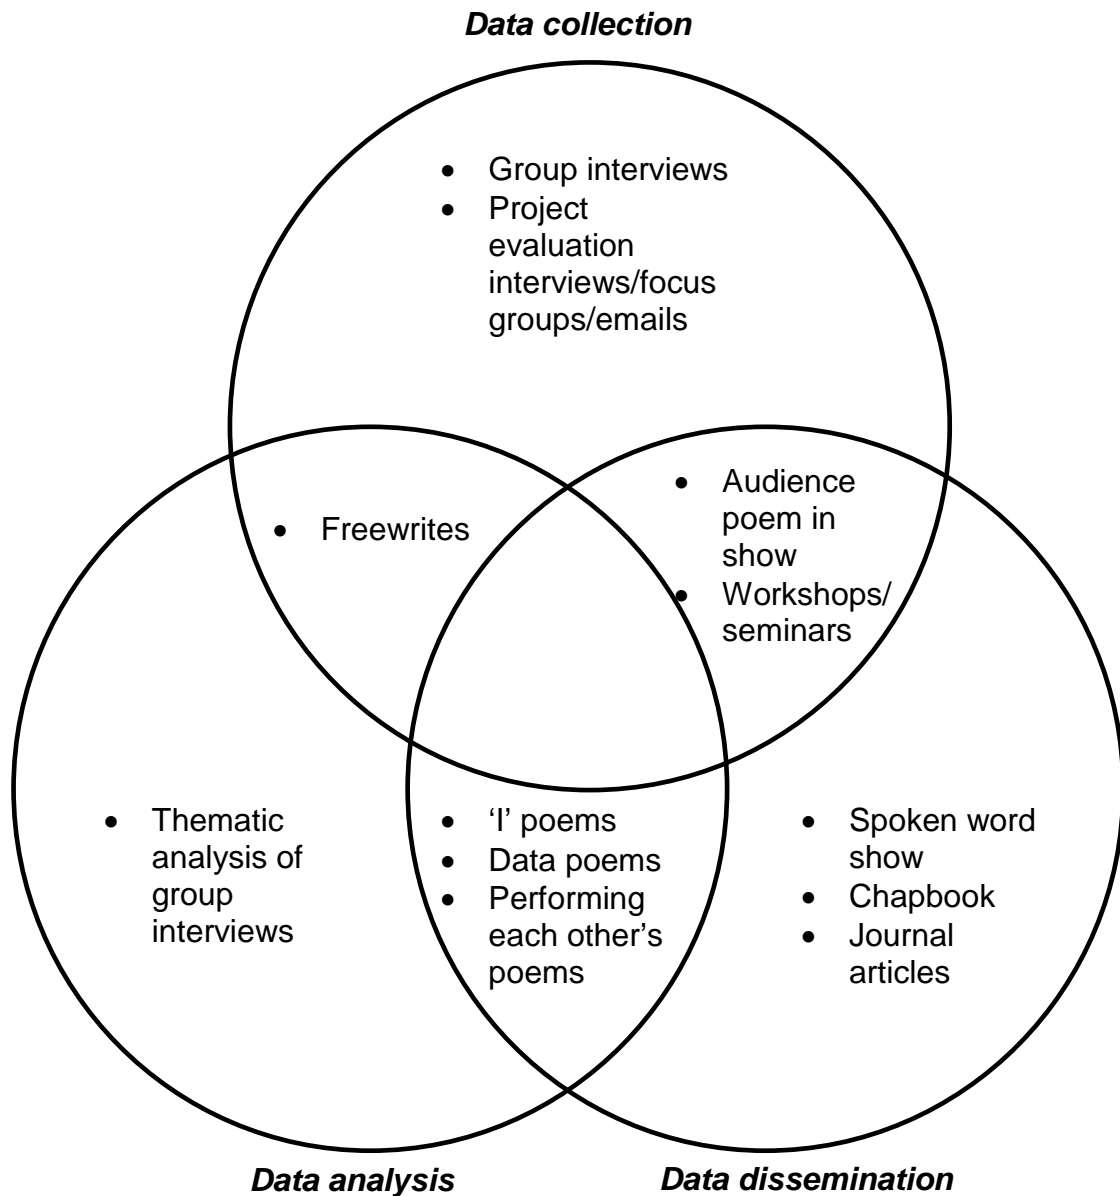 Data collection
• Group interviews
• Project
evaluation
interviews/focus
groups/emails
• Freewrites
• Audience
poem in
show
• Workshops/
seminars
• Thematic
analysis of
group
interviews
• ‘I’ poems
• Data poems
• Performing
each other’s
poems
• Spoken word
show
• Chapbook
• Journal
articles
Data analysis
Data dissemination